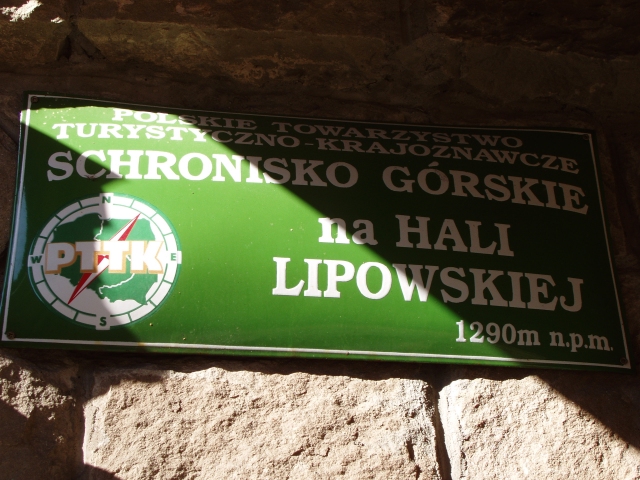 POLSKIE TOWARZYSTWO
TURYSTYCZNO-KRAJOZNAWCZE
SCHRONISKO GÓRSKIE
na HALI
LIPOWSKIEJ
1290m n.p.m.
N
W PTTK E
S